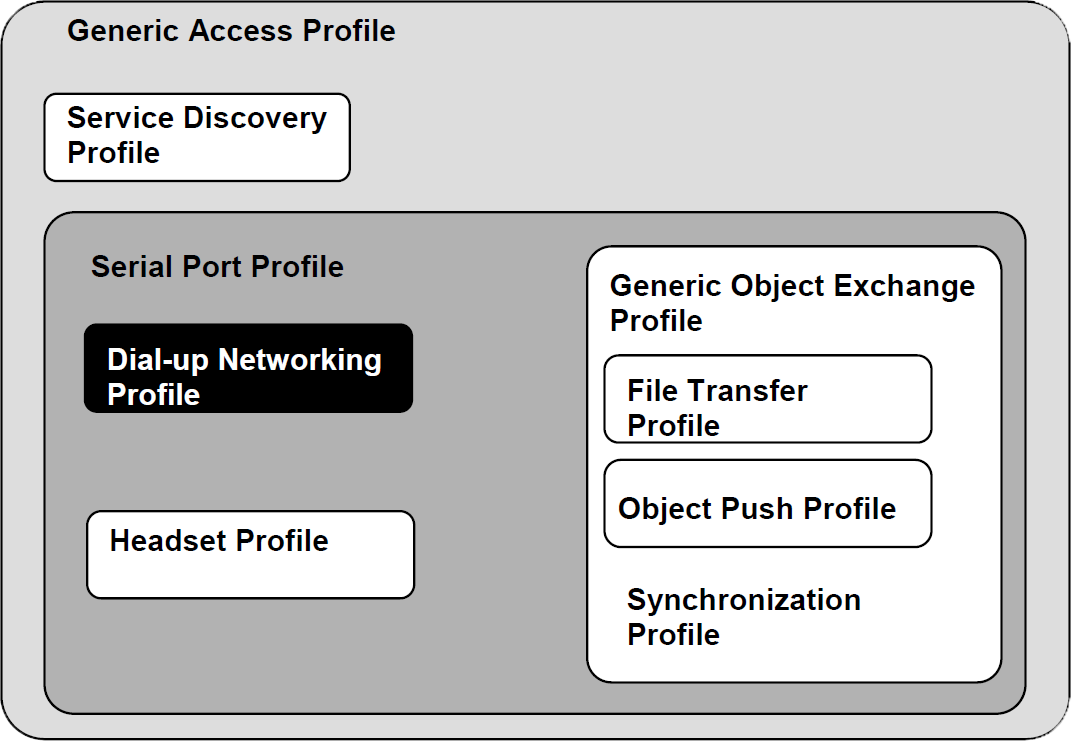 Generic Access Profile
Service Discovery
Profile
Serial Port Profile
Dial-up Networking
Profile
Headset Profile
Generic Object Exchange
Profile
File Transfer
Profile
Object Push Profile
Synchronization
Profile